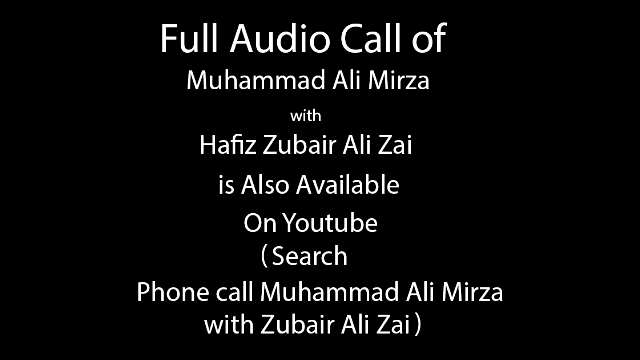 Full Audio Call of
Muhammad Ali Mirza
with
Hafiz Zubair Ali Zai
is Also Available
On Youtube
(Search
Phone call Muhammad Ali Mirza
with Zubair Ali Zai)